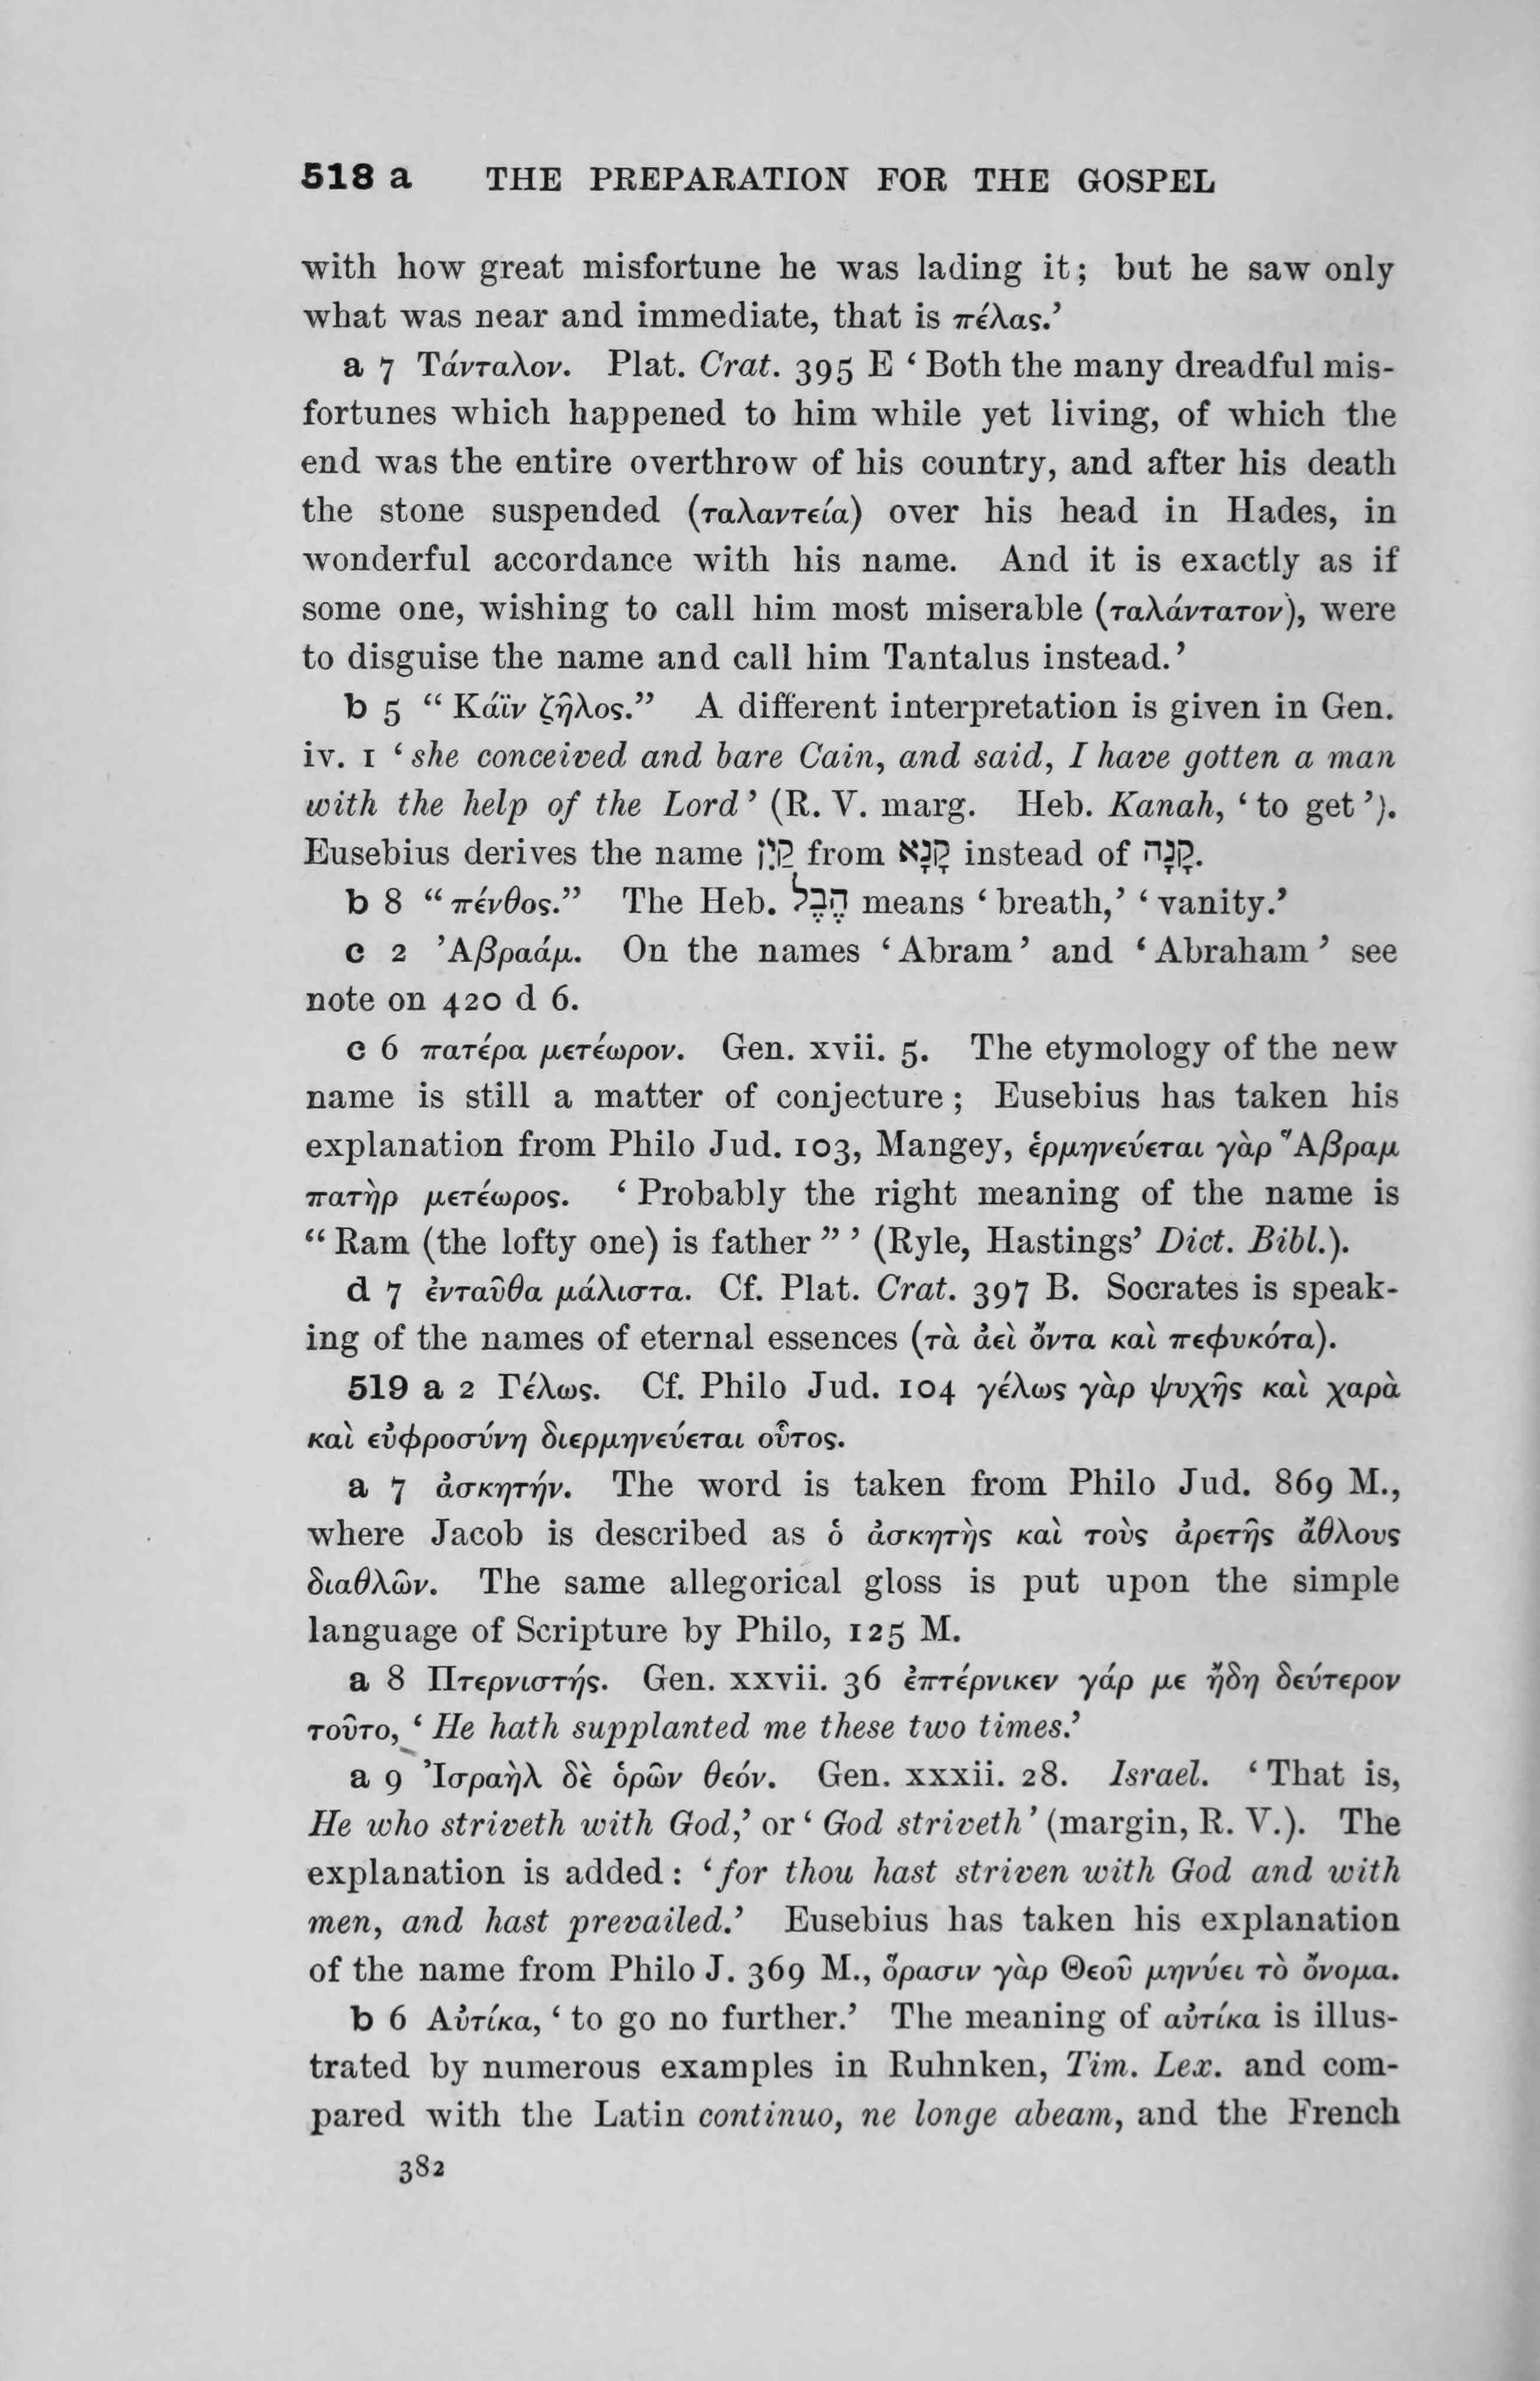 518 a THE PREPARATION FOR THE GOSPEL
with how great misfortune he was lading it; but he saw only
what was near and immediate, that is πέλας.’
a 7 Τάνταλον. Plat. Crat. 395 E ‘Both the many dreadful mis-
fortunes which happened to him while yet living, of which the
end was the entire overthrow of his country, and after his death
the stone suspended (ταλαντεία) over his head in Hades, in
wonderful accordance with his name. And it is exactly as if
some one, wishing to call him most miserable (ταλάντατον), were
to disguise the name and call him Tantalus instead.’
b 5 “Κάϊν ζῆλος.” A different interpretation is given in Gen.
iv. 1 ‘she conceived and bare Cain, and said, I have gotten a man
with the help of the Lord’ (R. V. marg. Heb. Kanah, ‘to get’).
Eusebius derives the name קַיִן from קָנָא instead of קָנָה.
b 8 “πένθος.” The Heb. הֶבֶל means ‘breath,’ ‘vanity.’
c 2 Ἀβραάμ. On the names ‘Abram’ and ‘Abraham’ see
note on 420 d 6.
c 6 πατέρα μετέωρον. Gen. xvii. 5. The etymology of the new
name is still a matter of conjecture; Eusebius has taken his
explanation from Philo Jud. 103, Mangey, ἑρμηνεύεται γὰρ Ἄβραμ
πατὴρ μετέωρος. ‘Probably the right meaning of the name is
“Ram (the lofty one) is father”’ (Ryle, Hastings’ Dict. Bibl.).
d 7 ἐνταῦθα μάλιστα. Cf. Plat. Crat. 397 B. Socrates is speak-
ing of the names of eternal essences (τὰ ἀεὶ ὄντα καὶ πεφυκότα).
519 a 2 Γέλως. Cf. Philo Jud. 104 γέλως γὰρ ψυχῆς καὶ χαρὰ
καὶ εὐφροσύνη διερμηνεύεται οὗτος.
a 7 ἀσκητήν. The word is taken from Philo Jud. 869 M.,
where Jacob is described as ὁ ἀσκητὴς καὶ τοὺς ἀρετῆς ἄθλους
διαθλῶν. The same allegorical gloss is put upon the simple
language of Scripture by Philo, 125 M.
a 8 Πτερνιστής. Gen. xxvii. 36 ἐπτέρνικεν γάρ με ἤδη δεύτερον
τοῦτο, ‘He hath supplanted me these two times.’
a 9 Ἰσραὴλ δὲ ὁρῶν θεόν. Gen. xxxii. 28. Israel. ‘That is,
He who striveth with God,’ or ‘God striveth’ (margin, R. V.). The
explanation is added: ‘for thou hast striven with God and with
men, and hast prevailed.’ Eusebius has taken his explanation
of the name from Philo J. 369 M., ὅρασιν γὰρ Θεοῦ μηνύει τὸ ὄνομα.
b 6 Αὐτίκα, ‘to go no further.’ The meaning of αὐτίκα is illus-
trated by numerous examples in Ruhnken, Tim. Lex. and com-
pared with the Latin continuo, ne longe abeam, and the French
382